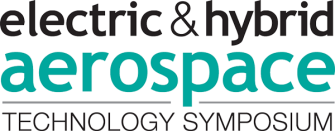 electric & hybrid
aerospace
TECHNOLOGY SYMPOSIUM